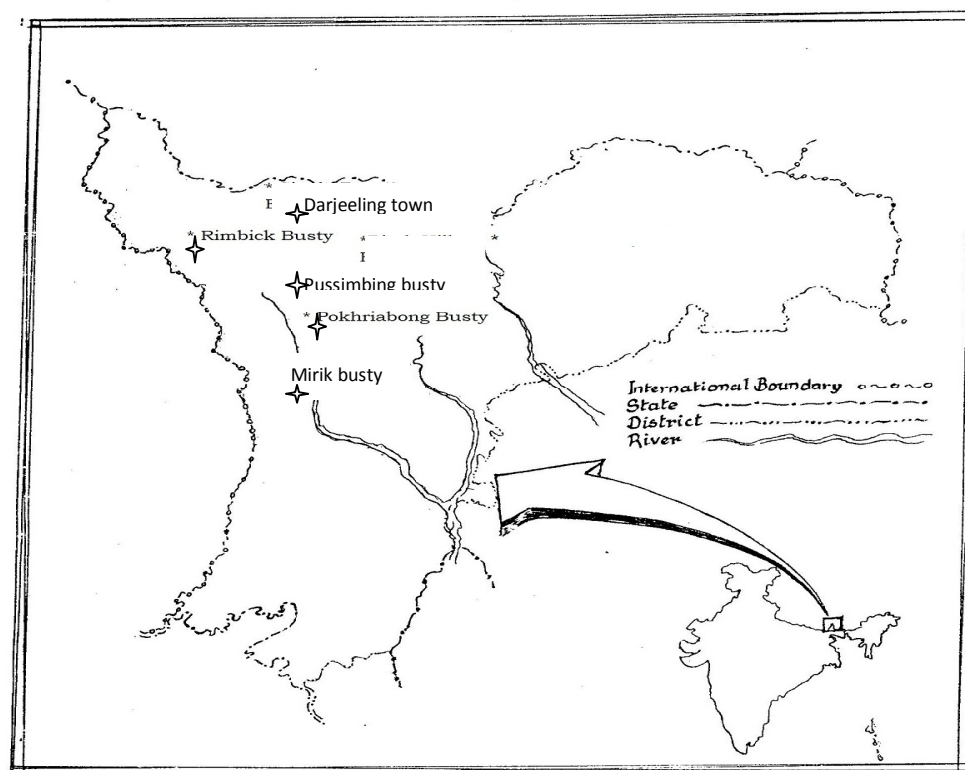 Darjeeling town
* Rimbick Busty
Pussimbing busty
* Pokhriabong Busty
Mirik busty
International Boundary
State
District
River